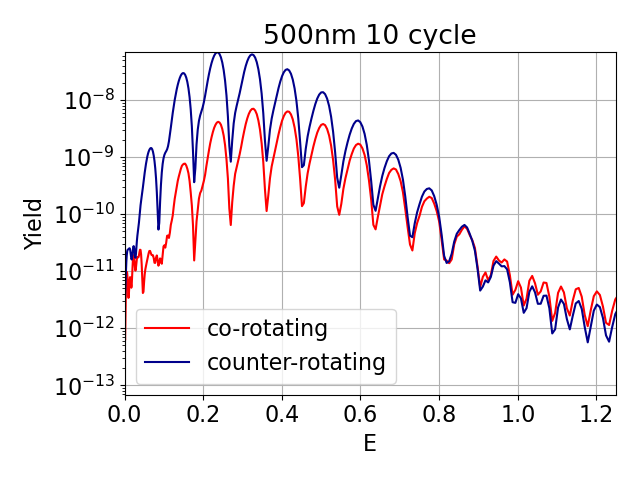 500nm 10 cycle
Yield
10⁻⁸
10⁻⁹
10⁻¹⁰
10⁻¹¹
10⁻¹²
10⁻¹³
co-rotating
counter-rotating
0.0 0.2 0.4 0.6 0.8 1.0 1.2
E